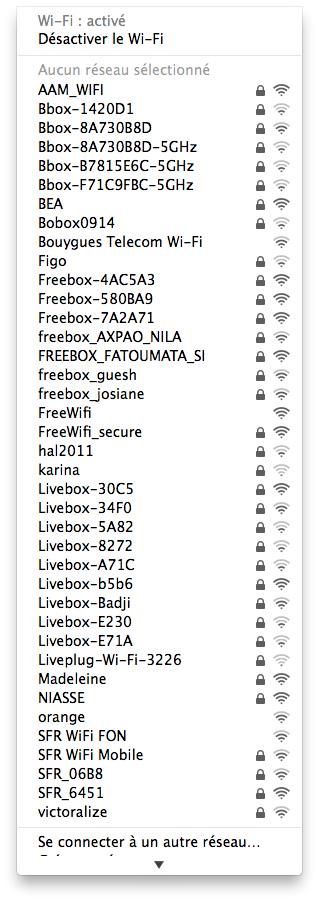 Wi-Fi : activé
Désactiver le Wi-Fi
Aucun réseau sélectionné
AAM_WIFI
Bbox-1420D1
Bbox-8A730B8D
Bbox-8A730B8D-5GHz
Bbox-B7815E6C-5GHz
Bbox-F71C9FBC-5GHz
BEA
Bobox0914
Bouygues Telecom Wi-Fi
Figo
Freebox-4AC5A3
Freebox-580BA9
Freebox-7A2A71
freebox_AXPAO_NILA
FREEBOX_FATOUMATA_SI
freebox_guesh
freebox_josiane
FreeWifi
FreeWifi_secure
hal2011
karina
Livebox-30C5
Livebox-34F0
Livebox-5A82
Livebox-8272
Livebox-A71C
Livebox-b5b6
Livebox-Badji
Livebox-E230
Livebox-E71A
Liveplug-Wi-Fi-3226
Madeleine
NIASSE
orange
SFR WiFi FON
SFR WiFi Mobile
SFR_06B8
SFR_6451
victoralize
Se connecter à un autre réseau...